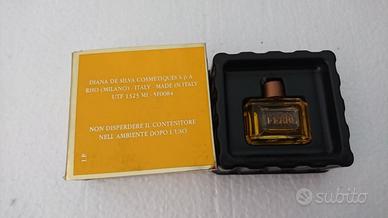 DIANA DE SILVA COSMETIQUES S.p.A
RHO (MILANO) - ITALY - MADE IN ITALY
UTF 1525 MI - SF0084
NON DISPERDERE IL CONTENITORE
NELL'AMBIENTE DOPO L'USO
FERRE
subito